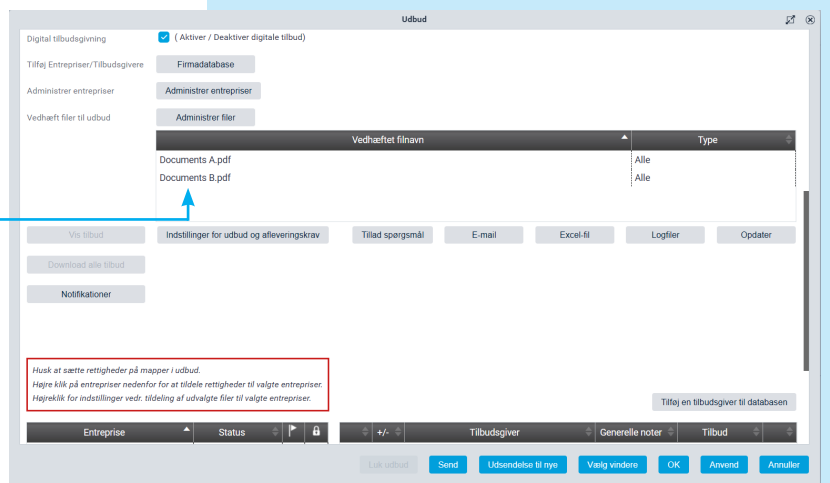 Udbud
Digital tilbudsgivning ( Aktiver / Deaktiver digitale tilbud)
Tilføj Entrepriser/Tilbudsgivere Firmadatabase
Administrer entrepriser Administrer entrepriser
Vedhæft filer til udbud Administrer filer
Vedhæftet filnavn Type
Documents A.pdf Alle
Documents B.pdf Alle
Vis tilbud Indstillinger for udbud og afleveringskrav Tillad spørgsmål E-mail Excel-fil Logfiler Opdater
Download alle tilbud
Notifikationer
Husk at sætte rettigheder på mapper i udbud.
Højre klik på entrepriser nedenfor for at tildele rettigheder til valgte entrepriser.
Højreklik for indstillinger vedr. tildeling af udvalgte filer til valgte entrepriser.
Tilføj en tilbudsgiver til databasen
Entreprise Status +/- Tilbudsgiver Generelle noter Tilbud
Luk udbud Send Udsendelse til nye Vælg vindere OK Anvend Annuller